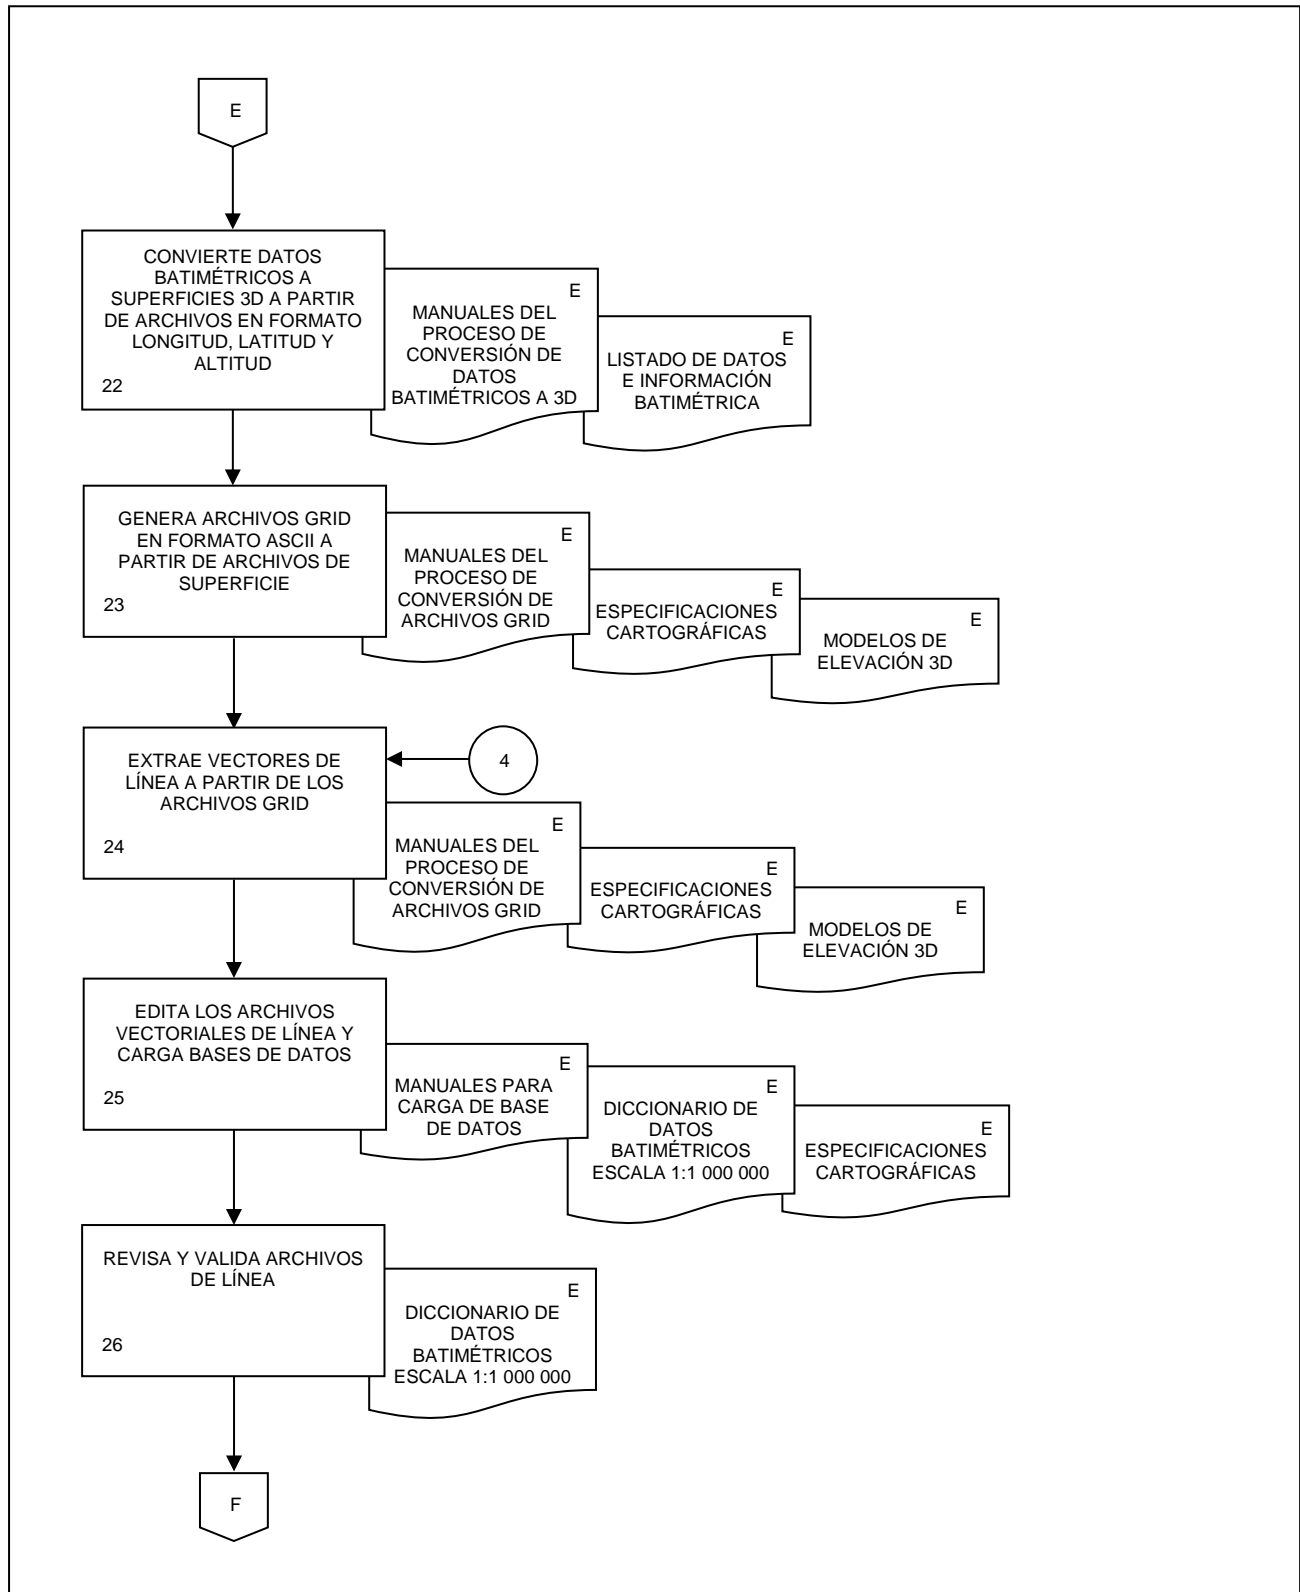 E
CONVIERTE DATOS
BATIMÉTRICOS A
SUPERFICIES 3D A PARTIR
DE ARCHIVOS EN FORMATO
LONGITUD, LATITUD Y
ALTITUD
22
E
MANUALES DEL
PROCESO DE
CONVERSIÓN DE
DATOS
BATIMÉTRICOS A 3D
E
LISTADO DE DATOS
E INFORMACIÓN
BATIMÉTRICA
GENERA ARCHIVOS GRID
EN FORMATO ASCII A
PARTIR DE ARCHIVOS DE
SUPERFICIE
23
E
MANUALES DEL
PROCESO DE
CONVERSIÓN DE
ARCHIVOS GRID
E
ESPECIFICACIONES
CARTOGRÁFICAS
E
MODELOS DE
ELEVACIÓN 3D
EXTRAE VECTORES DE
LÍNEA A PARTIR DE LOS
ARCHIVOS GRID
24
4
E
MANUALES DEL
PROCESO DE
CONVERSIÓN DE
ARCHIVOS GRID
E
ESPECIFICACIONES
CARTOGRÁFICAS
E
MODELOS DE
ELEVACIÓN 3D
EDITA LOS ARCHIVOS
VECTORIALES DE LÍNEA Y
CARGA BASES DE DATOS
25
E
MANUALES PARA
CARGA DE BASE
DE DATOS
E
DICCIONARIO DE
DATOS
BATIMÉTRICOS
ESCALA 1:1 000 000
E
ESPECIFICACIONES
CARTOGRÁFICAS
REVISA Y VALIDA ARCHIVOS
DE LÍNEA
26
E
DICCIONARIO DE
DATOS
BATIMÉTRICOS
ESCALA 1:1 000 000
F